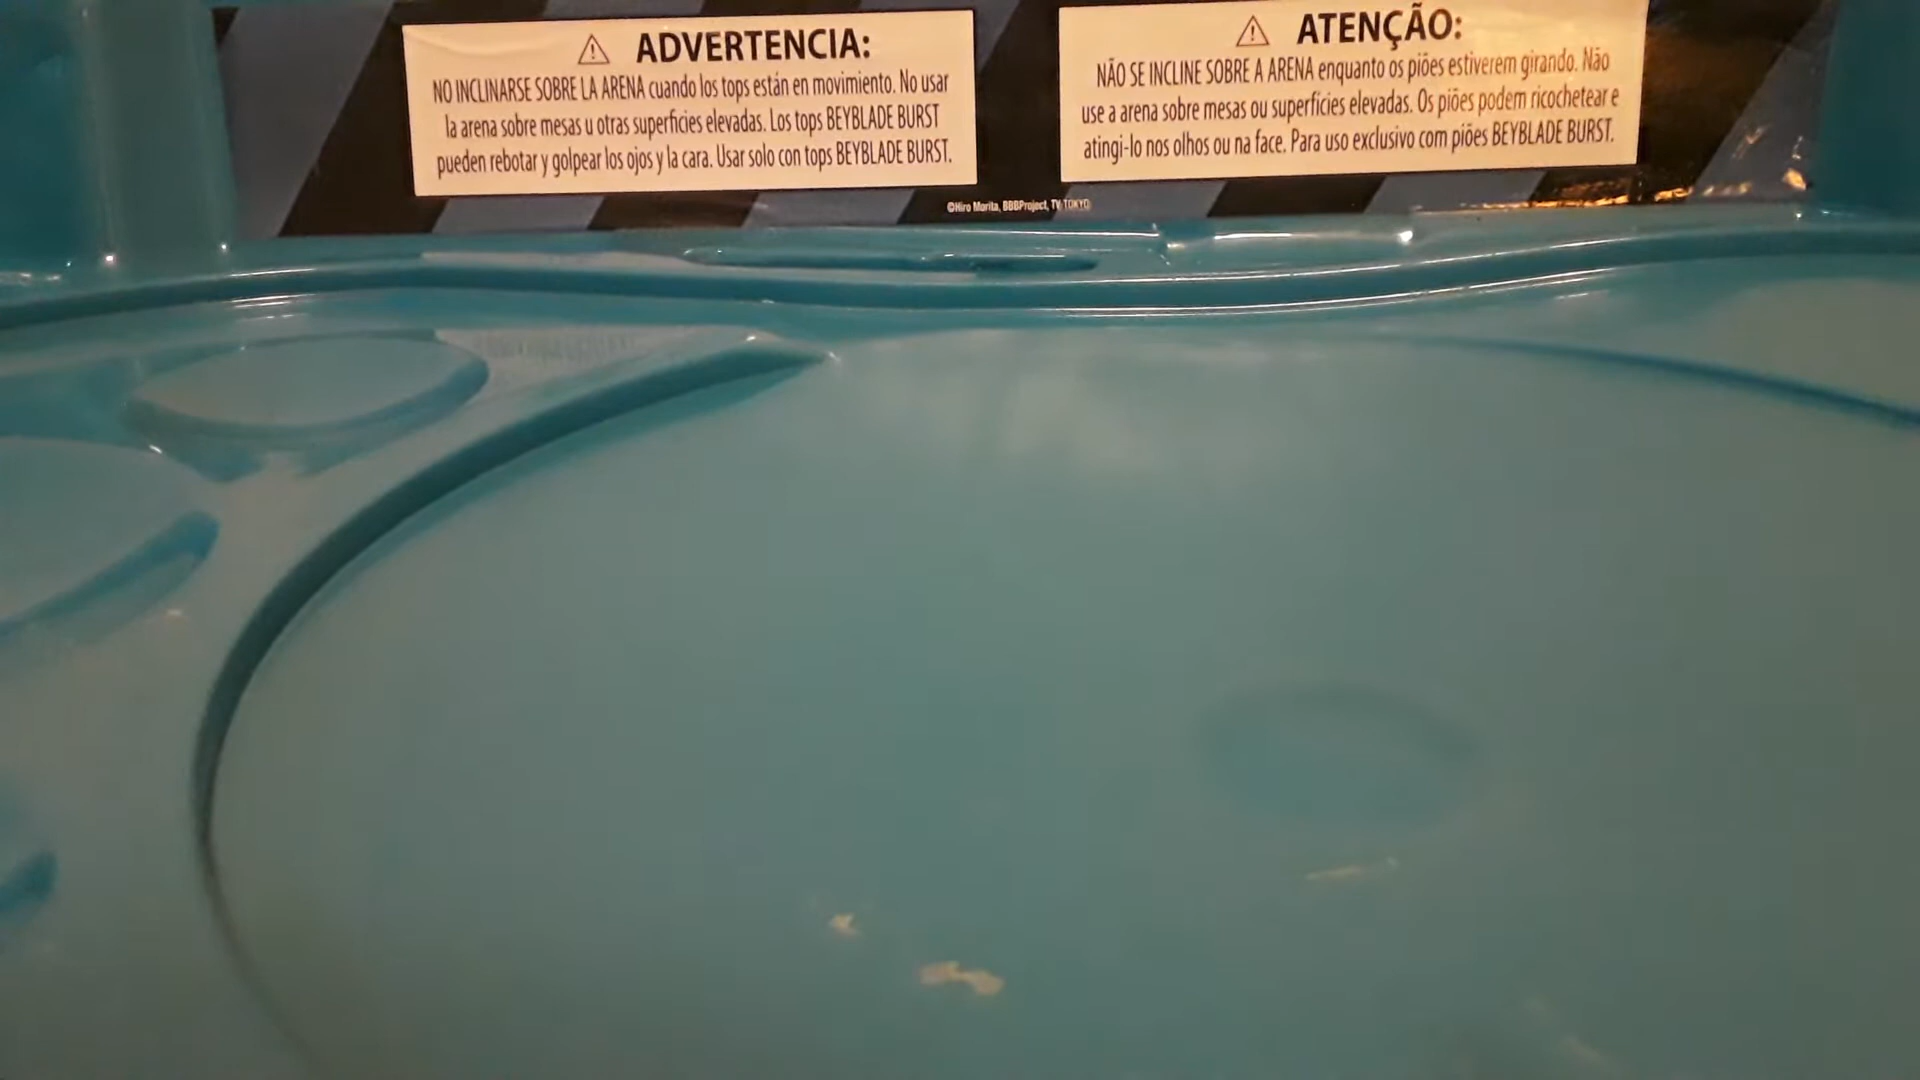 ADVERTENCIA:
NO INCLINARSE SOBRE LA ARENA cuando los tops están en movimiento. No usar
la arena sobre mesas u otras superficies elevadas. Los tops BEYBLADE BURST
pueden rebotar y golpear los ojos y la cara. Usar solo con tops BEYBLADE BURST.
ATENÇÃO:
NÃO SE INCLINE SOBRE A ARENA enquanto os piões estiverem girando. Não
use a arena sobre mesas ou superfícies elevadas. Os piões podem ricochetear e
atingi-lo nos olhos ou na face. Para uso exclusivo com piões BEYBLADE BURST.
©Hiro Morita, BBBProject, TV TOKYO